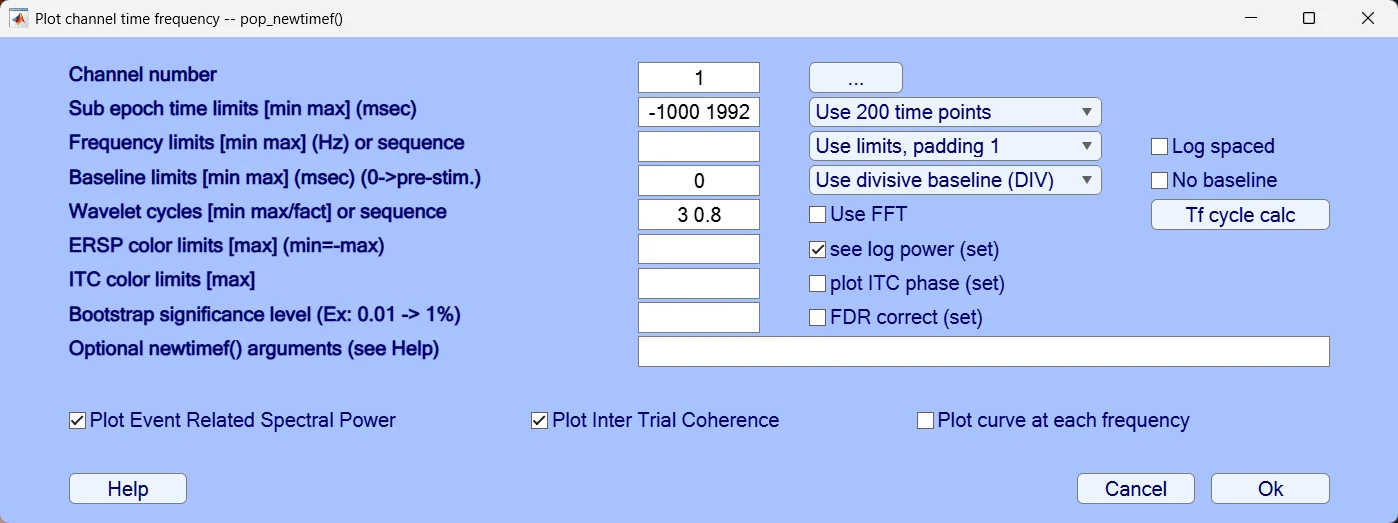 Plot channel time frequency -- pop_newtimef()
Channel number 1 ...
Sub epoch time limits [min max] (msec) -1000 1992 Use 200 time points
Frequency limits [min max] (Hz) or sequence Use limits, padding 1 Log spaced
Baseline limits [min max] (msec) (0->pre-stim.) 0 Use divisive baseline (DIV) No baseline
Wavelet cycles [min max/fact] or sequence 3 0.8 Use FFT Tf cycle calc
ERSP color limits [max] (min=-max) see log power (set)
ITC color limits [max] plot ITC phase (set)
Bootstrap significance level (Ex: 0.01 -> 1%) FDR correct (set)
Optional newtimef() arguments (see Help)
Plot Event Related Spectral Power Plot Inter Trial Coherence Plot curve at each frequency
Help Cancel Ok